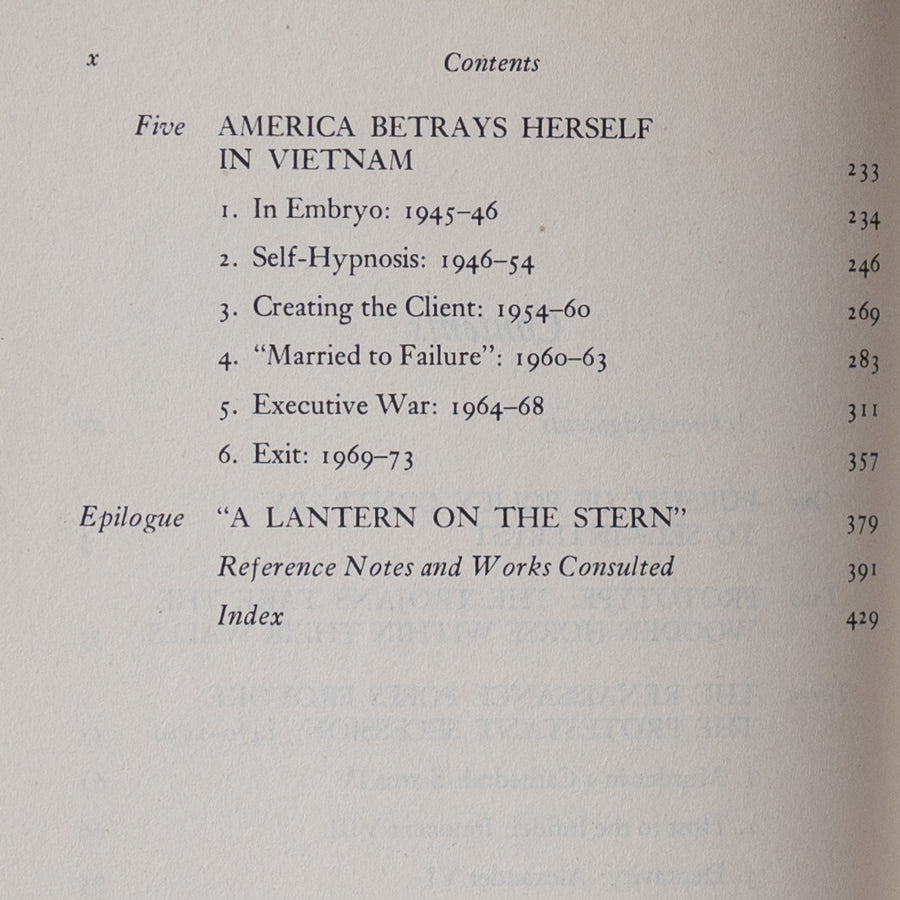 x Contents
Five AMERICA BETRAYS HERSELF
IN VIETNAM 233
1. In Embryo: 1945–46 234
2. Self-Hypnosis: 1946–54 246
3. Creating the Client: 1954–60 269
4. “Married to Failure”: 1960–63 283
5. Executive War: 1964–68 311
6. Exit: 1969–73 357
Epilogue “A LANTERN ON THE STERN” 379
Reference Notes and Works Consulted 391
Index 429